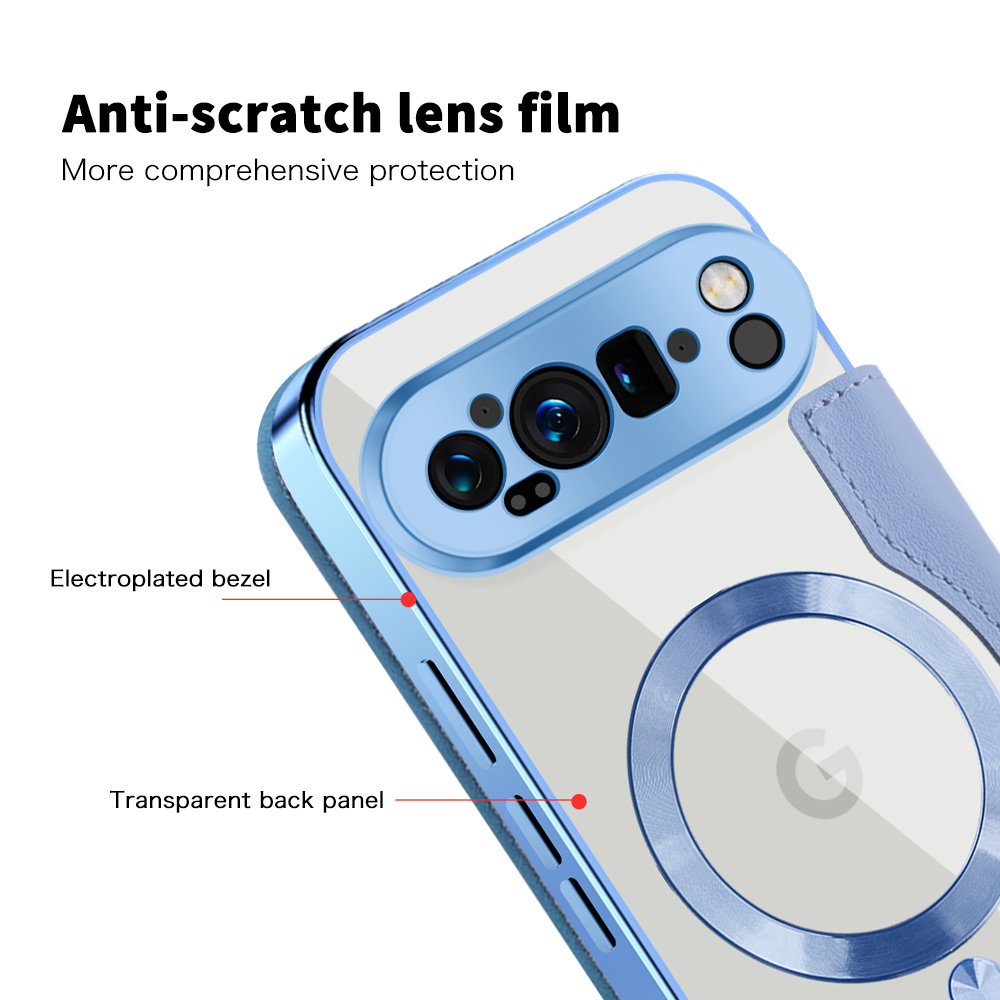 Anti-scratch lens film
More comprehensive protection
Electroplated bezel
Transparent back panel